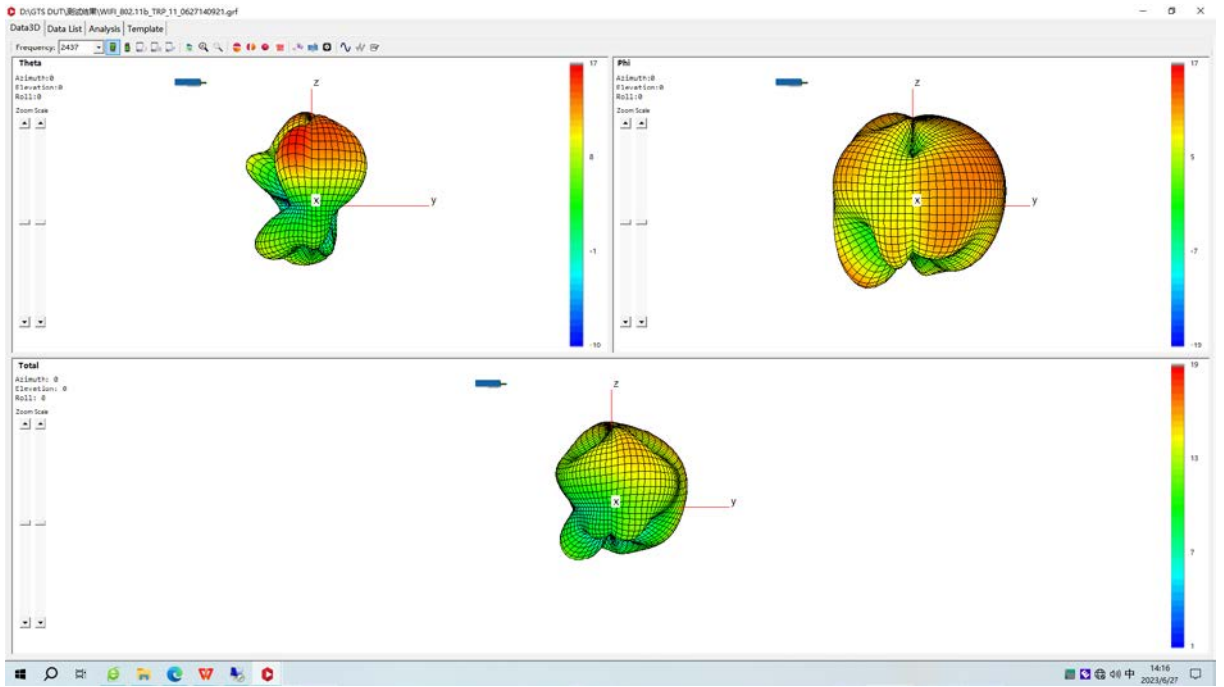 D:\GTS DUT\测试结果\WIFI_802.11b_TRP_11_0627140921.grf
Data3D Data List Analysis Template
Frequency: 2437
Theta
Azimuth:0
Elevation:0
Roll:0
Zoom Scale
z
y
x
17
8
-1
-10
Phi
Azimuth:0
Elevation:0
Roll:0
Zoom Scale
z
y
x
17
5
-7
-19
Total
Azimuth: 0
Elevation: 0
Roll: 0
Zoom Scale
z
y
x
19
13
7
1
中
14:16
2023/6/27